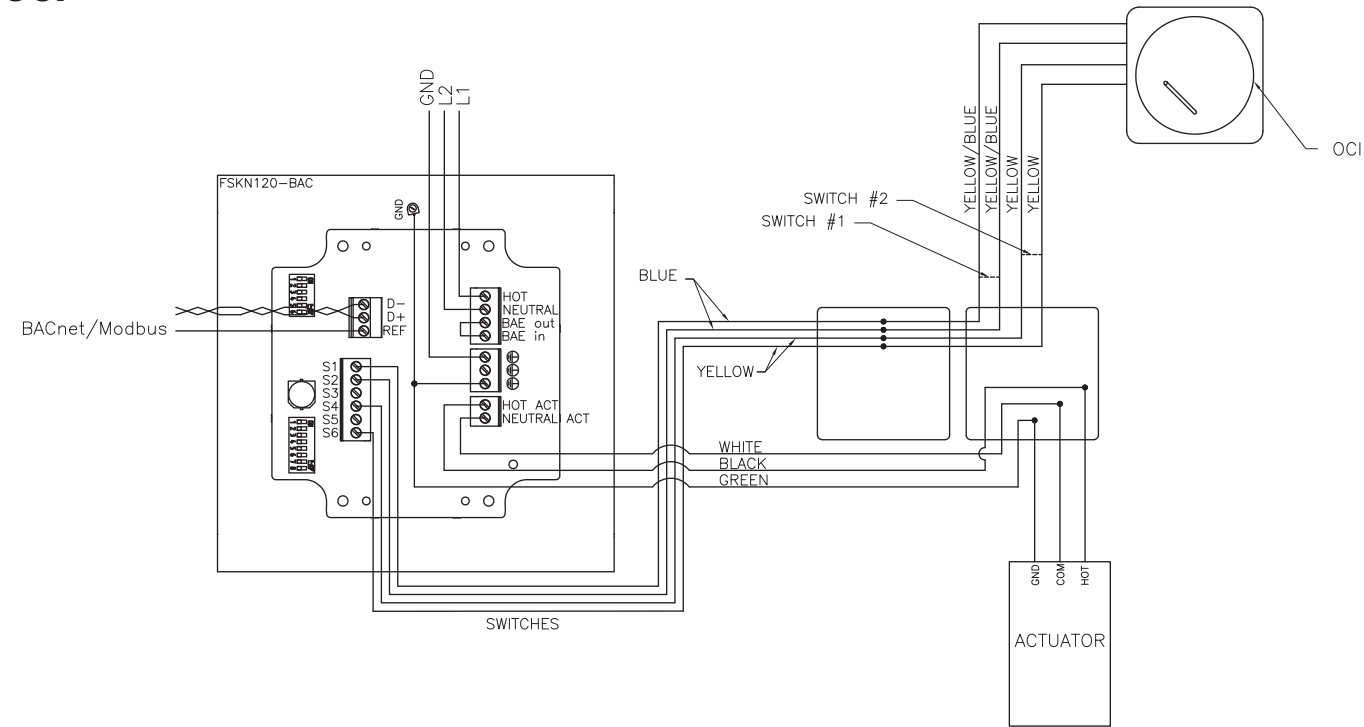 GND
L2
L1
FSKN120-BAC
GND
OCI
YELLOW/BLUE
YELLOW/BLUE
YELLOW
YELLOW
SWITCH #2
SWITCH #1
BLUE
YELLOW
D-
D+
REF
BACnet/Modbus
HOT
NEUTRAL
BAE out
BAE in
S1
S2
S3
S4
S5
S6
HOT ACT
NEUTRAL ACT
WHITE
BLACK
GREEN
SWITCHES
GND
COM
HOT
ACTUATOR